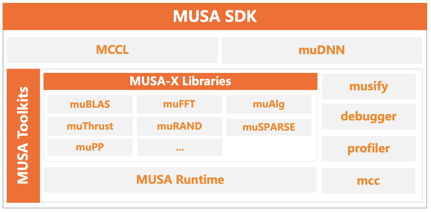 MUSA SDK
MCCL
muDNN
MUSA Toolkits
MUSA-X Libraries
muBLAS
muFFT
muAlg
muThrust
muRAND
muSPARSE
muPP
...
MUSA Runtime
musify
debugger
profiler
mcc